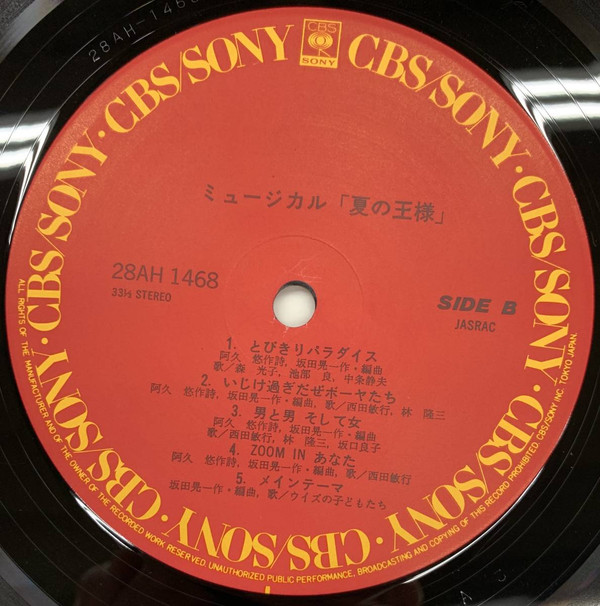 28AH-1468
CBS/SONY · CBS/SONY · CBS/SONY · CBS/SONY · CBS/SONY · CBS/SONY · CBS/SONY · CBS/SONY
CBS
SONY
ミュージカル「夏の王様」
28AH 1468
33⅓ STEREO
SIDE B
JASRAC
1. とびきりパラダイス
阿久 悠作詩, 坂田晃一作・編曲
歌/森 光子, 池部 良, 中条静夫
2. いじけ過ぎだぜボーヤたち
阿久 悠作詩, 坂田晃一作・編曲, 歌/西田敏行, 林 隆三
3. 男と男 そして女
阿久 悠作詩, 坂田晃一作・編曲
歌/西田敏行, 林 隆三, 坂口良子
4. ZOOM IN あなた
阿久 悠作詩, 坂田晃一作・編曲, 歌/西田敏行
5. メインテーマ
坂田晃一作・編曲, 歌/ウイズの子どもたち
ALL RIGHTS OF THE MANUFACTURER AND OF THE OWNER OF THE RECORDED WORK RESERVED. UNAUTHORIZED PUBLIC PERFORMANCE, BROADCASTING AND COPYING OF THIS RECORD PROHIBITED CBS/SONY INC. TOKYO JAPAN.